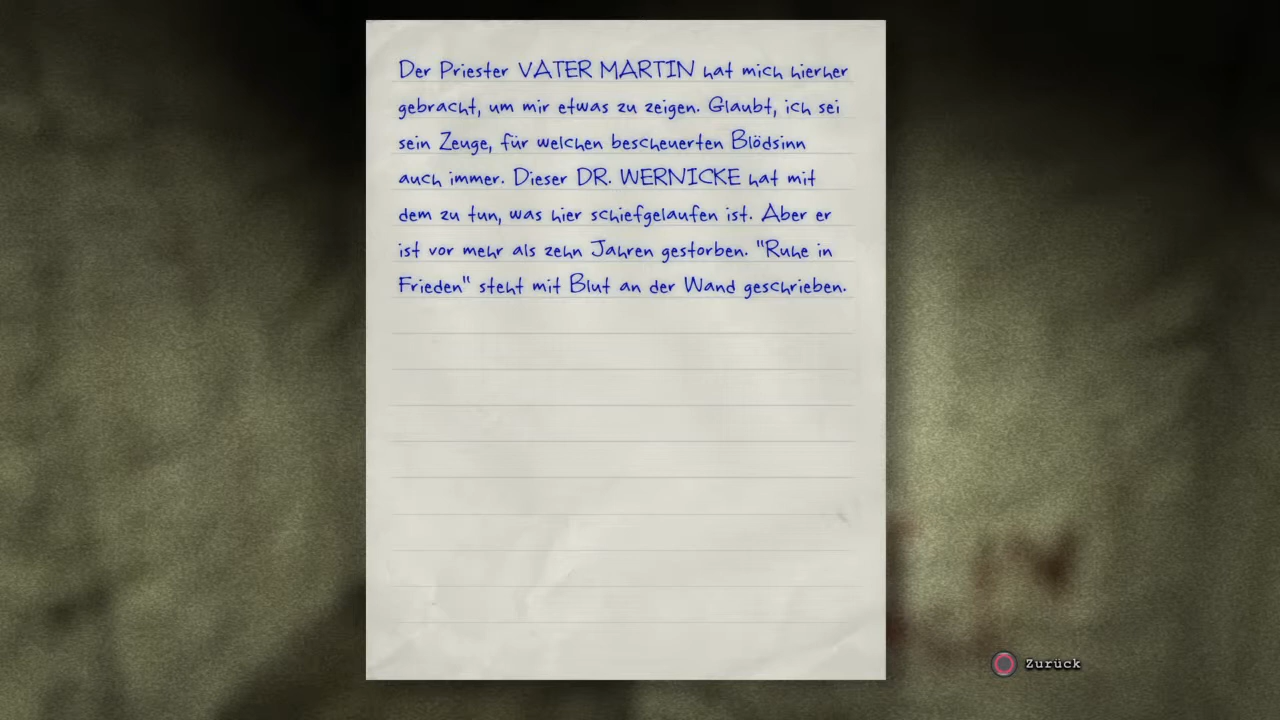 Der Priester VATER MARTIN hat mich hierher
gebracht, um mir etwas zu zeigen. Glaubt, ich sei
sein Zeuge, für welchen bescheuerten Blödsinn
auch immer. Dieser DR. WERNICKE hat mit
dem zu tun, was hier schiefgelaufen ist. Aber er
ist vor mehr als zehn Jahren gestorben. "Ruhe in
Frieden" steht mit Blut an der Wand geschrieben.
Zurück